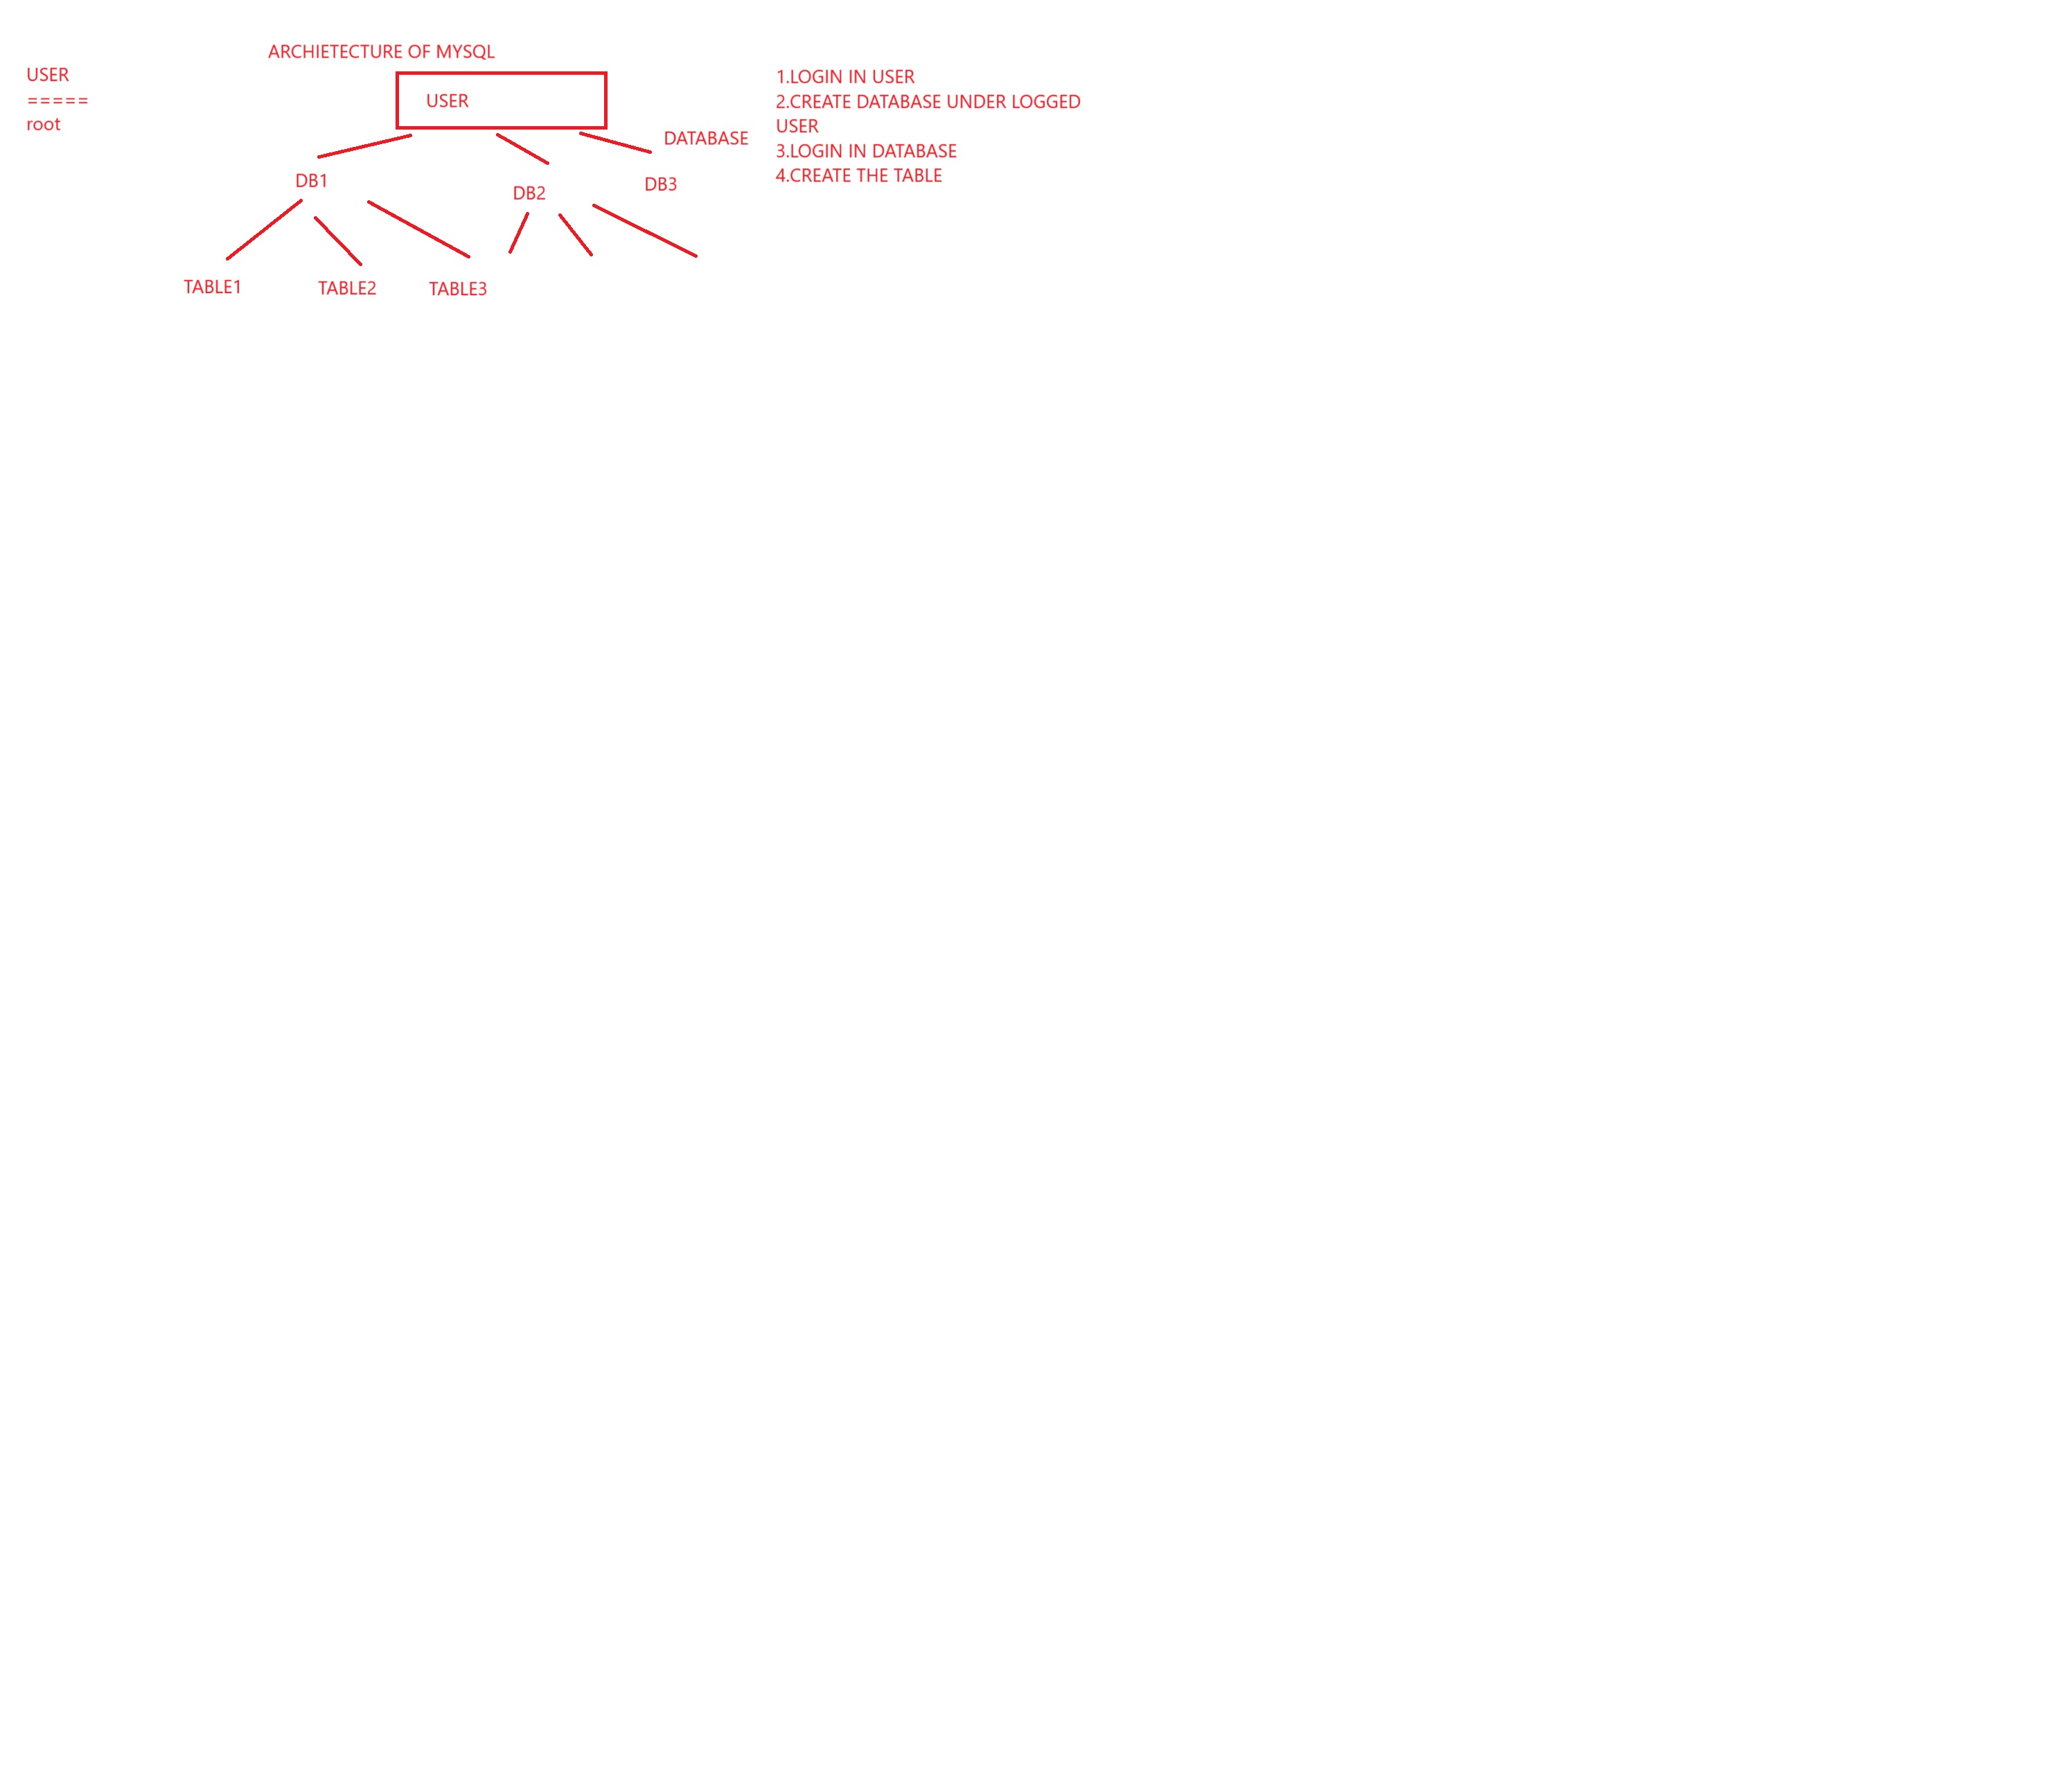 ARCHIETECTURE OF MYSQL
USER
=====
root
USER
DATABASE
DB1
DB2
DB3
TABLE1
TABLE2
TABLE3
1.LOGIN IN USER
2.CREATE DATABASE UNDER LOGGED
USER
3.LOGIN IN DATABASE
4.CREATE THE TABLE